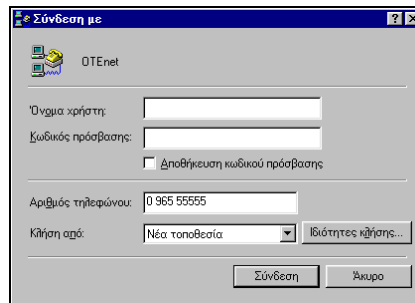 Σύνδεση με
OTEnet
Όνομα χρήστη:
Κωδικός πρόσβασης:
Αποθήκευση κωδικού πρόσβασης
Αριθμός τηλεφώνου: 0 965 55555
Κλήση από: Νέα τοποθεσία Ιδιότητες κλήσης...
Σύνδεση Άκυρο